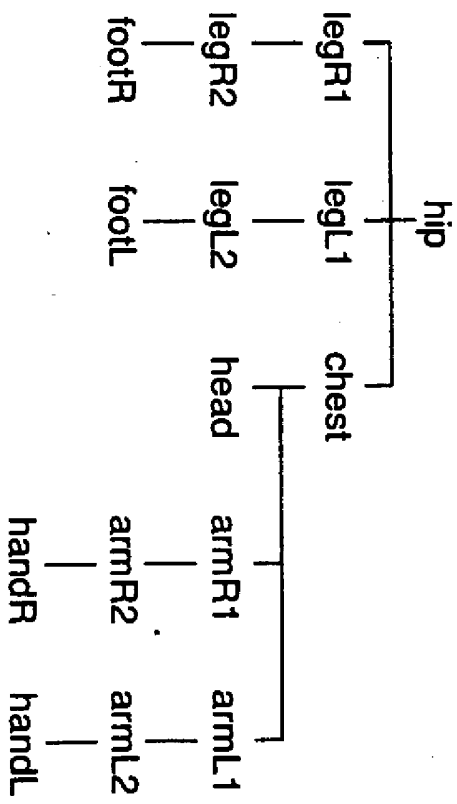 hip
legR1 legL1 chest
legR2 legL2 head armR1 armL1
footR footL armR2 armL2
handR handL